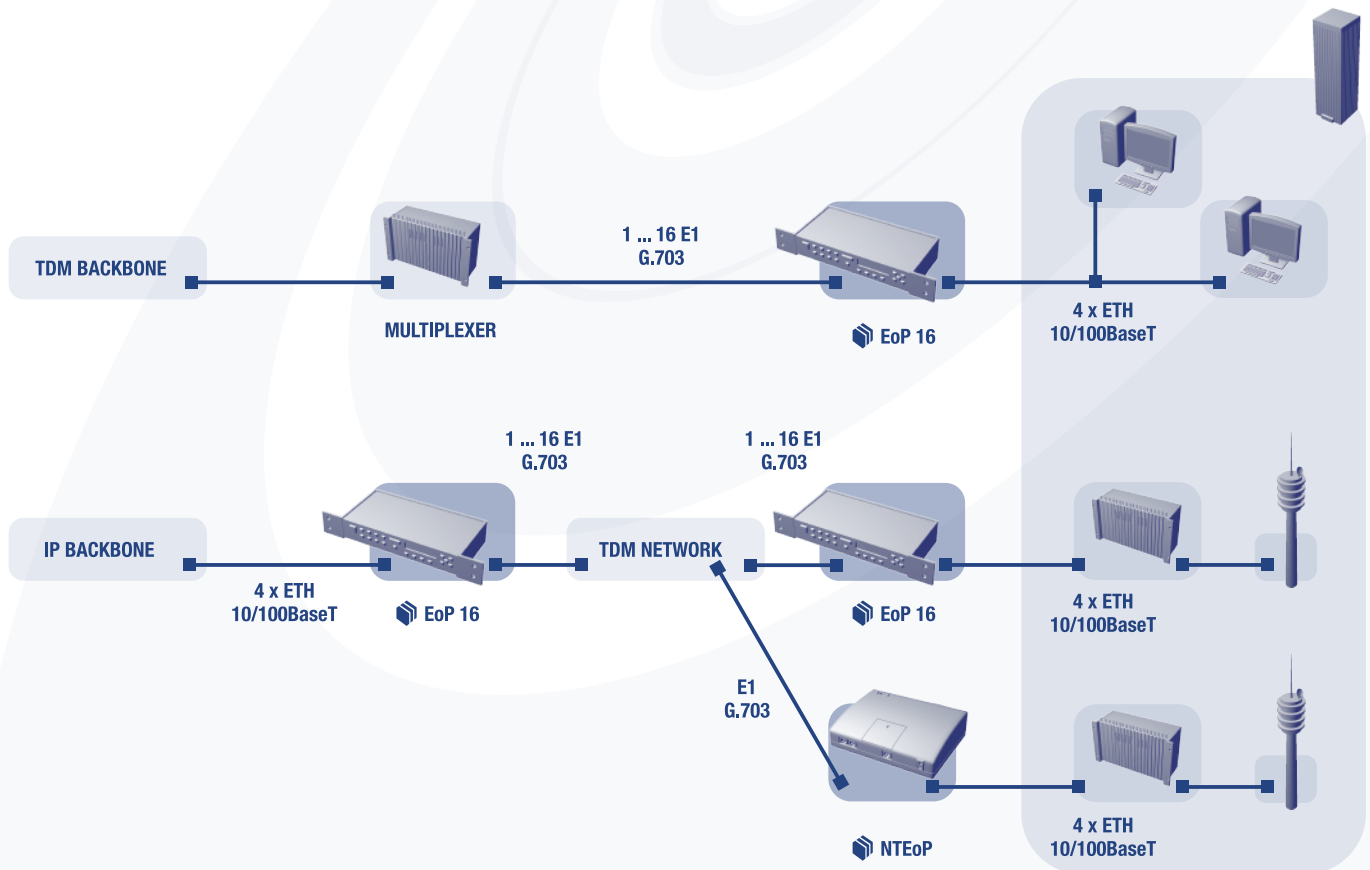 1 ... 16 E1
G.703
TDM BACKBONE
MULTIPLEXER
EoP 16
4 x ETH
10/100BaseT
1 ... 16 E1
G.703
1 ... 16 E1
G.703
IP BACKBONE
TDM NETWORK
4 x ETH
10/100BaseT
EoP 16
EoP 16
4 x ETH
10/100BaseT
E1
G.703
NTEoP
4 x ETH
10/100BaseT